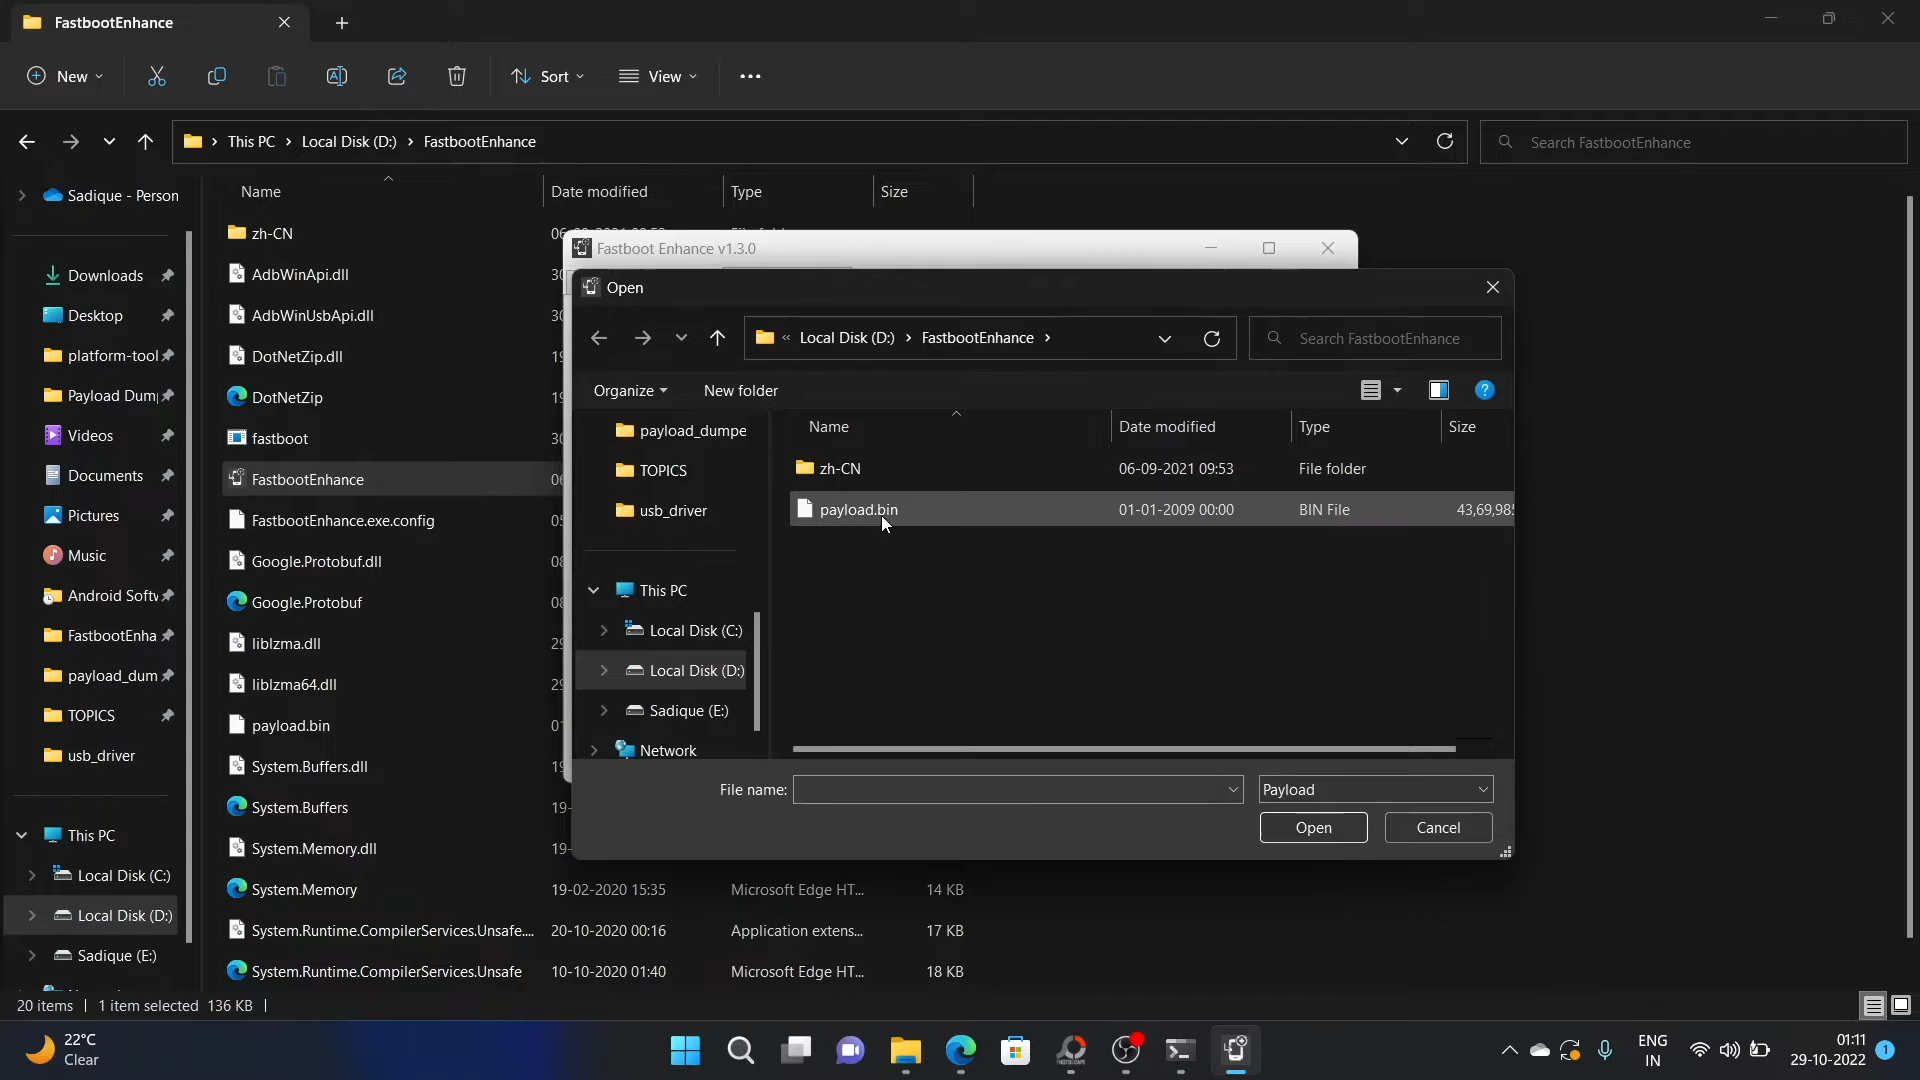 FastbootEnhance
New
Sort
View
This PC
Local Disk (D:)
FastbootEnhance
Search FastbootEnhance
Name
Date modified
Type
Size
Sadique - Person
Downloads
Desktop
platform-tool
Payload Dum
Videos
Documents
Pictures
Music
Android Softw
FastbootEnha
payload_dum
TOPICS
usb_driver
This PC
Local Disk (C:)
Local Disk (D:)
Sadique (E:)
zh-CN
AdbWinApi.dll
AdbWinUsbApi.dll
DotNetZip.dll
DotNetZip
fastboot
FastbootEnhance
FastbootEnhance.exe.config
Google.Protobuf.dll
Google.Protobuf
liblzma.dll
liblzma64.dll
payload.bin
System.Buffers.dll
System.Buffers
System.Memory.dll
System.Memory 19-02-2020 15:35 Microsoft Edge HT... 14 KB
System.Runtime.CompilerServices.Unsafe.... 20-10-2020 00:16 Application extens... 17 KB
System.Runtime.CompilerServices.Unsafe 10-10-2020 01:40 Microsoft Edge HT... 18 KB
Fastboot Enhance v1.3.0
Open
« Local Disk (D:) FastbootEnhance
Search FastbootEnhance
Organize
New folder
payload_dumpe
TOPICS
usb_driver
This PC
Local Disk (C:)
Local Disk (D:)
Sadique (E:)
Network
Name
Date modified
Type
Size
zh-CN 06-09-2021 09:53 File folder
payload.bin 01-01-2009 00:00 BIN File 43,69,985
File name:
Payload
Open
Cancel
20 items
1 item selected 136 KB
22°C
Clear
ENG
IN
01:11
29-10-2022
1